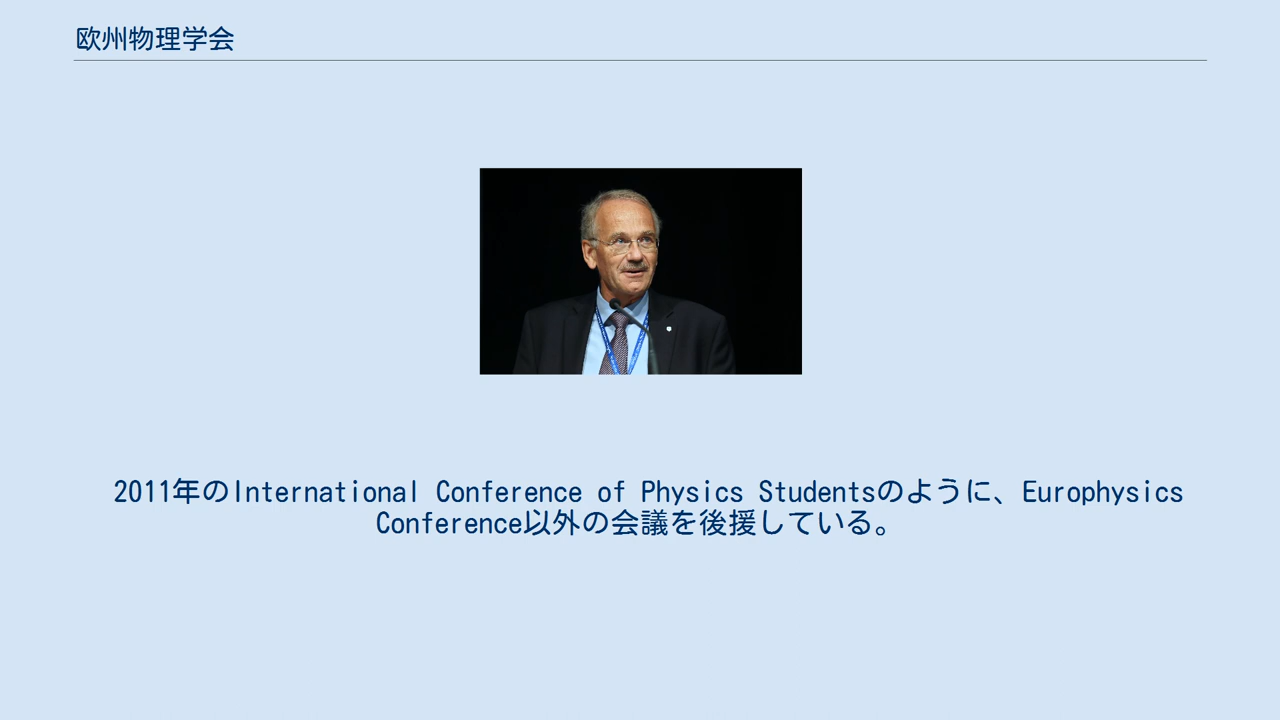 欧州物理学会
2011年のInternational Conference of Physics Studentsのように、Europhysics
Conference以外の会議を後援している。